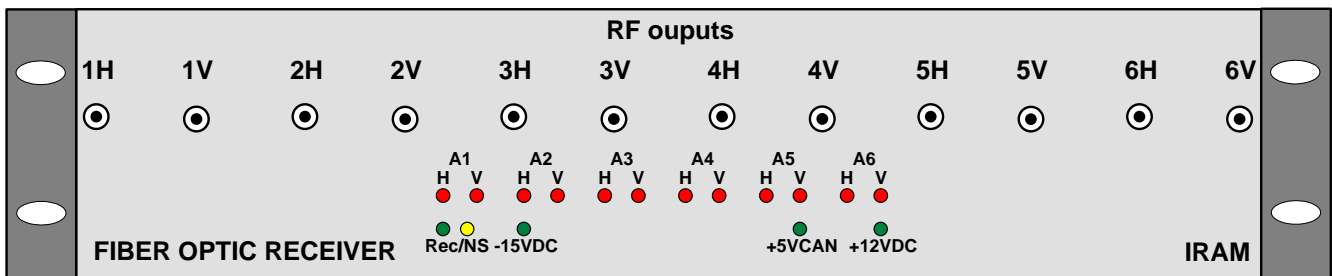 RF ouputs
1H 1V 2H 2V 3H 3V 4H 4V 5H 5V 6H 6V
A1 A2 A3 A4 A5 A6
H V H V H V H V H V H V
Rec/NS -15VDC +5VCAN +12VDC
FIBER OPTIC RECEIVER IRAM